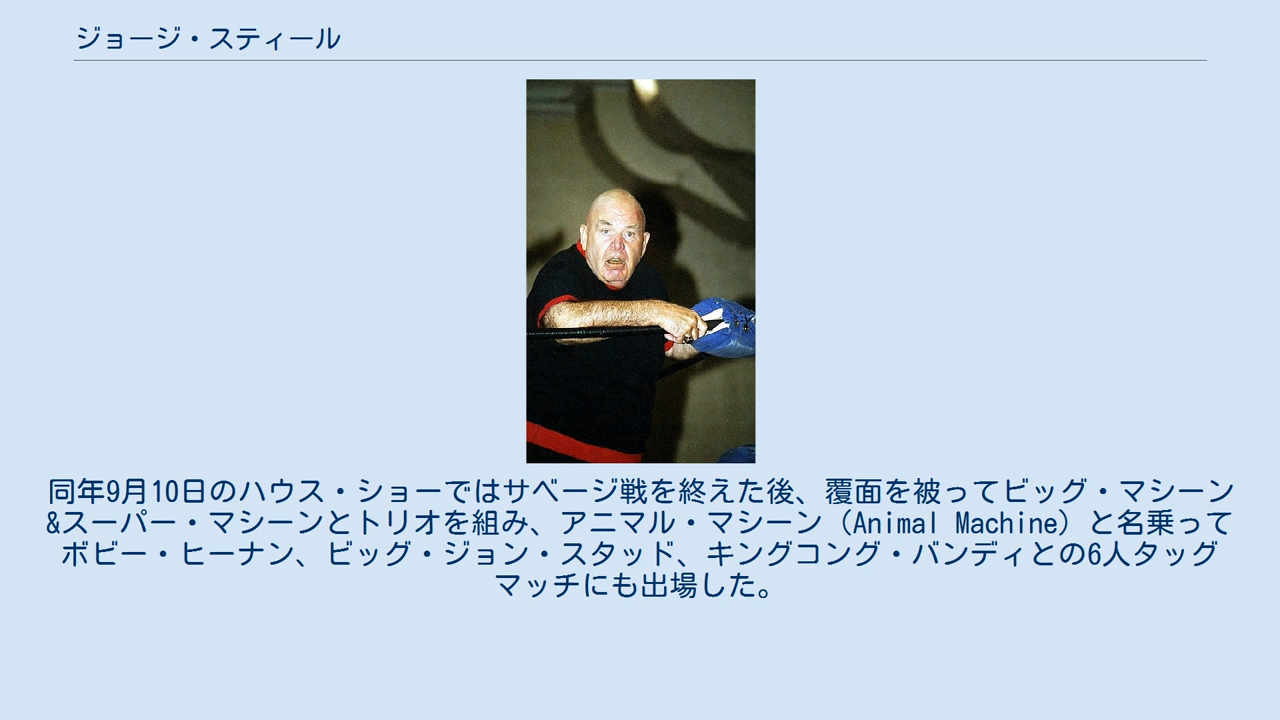 ジョージ・スティール
同年9月10日のハウス・ショーではサベージ戦を終えた後、覆面を被ってビッグ・マシーン
&スーパー・マシーンとトリオを組み、アニマル・マシーン（Animal Machine）と名乗って
ボビー・ヒーナン、ビッグ・ジョン・スタッド、キングコング・バンディとの6人タッグ
マッチにも出場した。